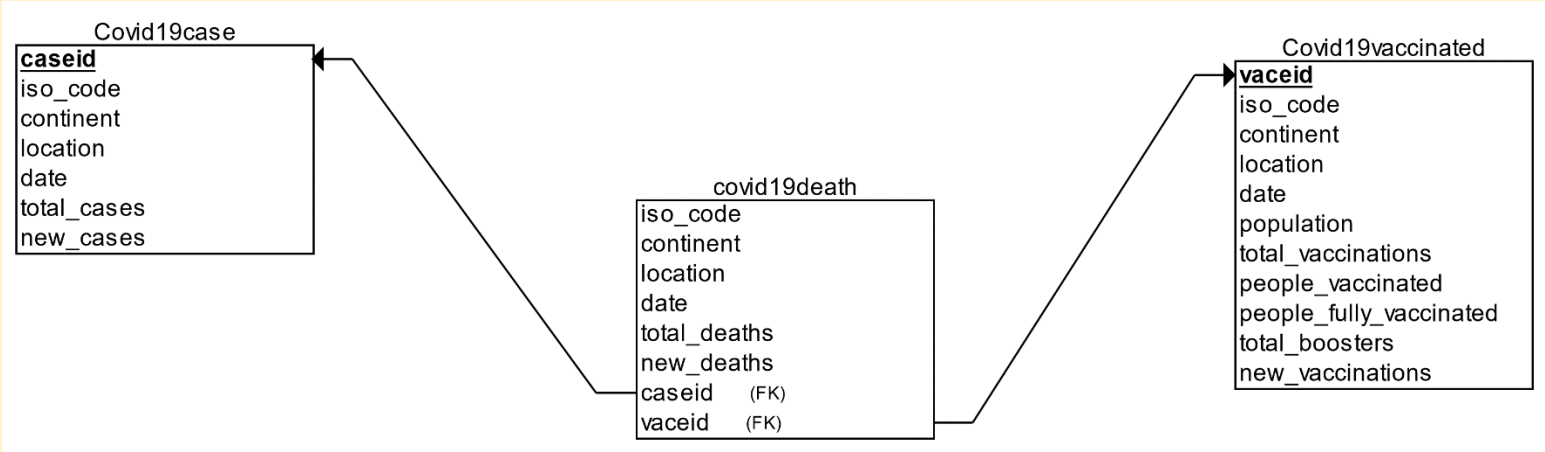 Covid19case
caseid
iso_code
continent
location
date
total_cases
new_cases
covid19death
iso_code
continent
location
date
total_deaths
new_deaths
caseid (FK)
vaceid (FK)
Covid19vaccinated
vaceid
iso_code
continent
location
date
population
total_vaccinations
people_vaccinated
people_fully_vaccinated
total_boosters
new_vaccinations